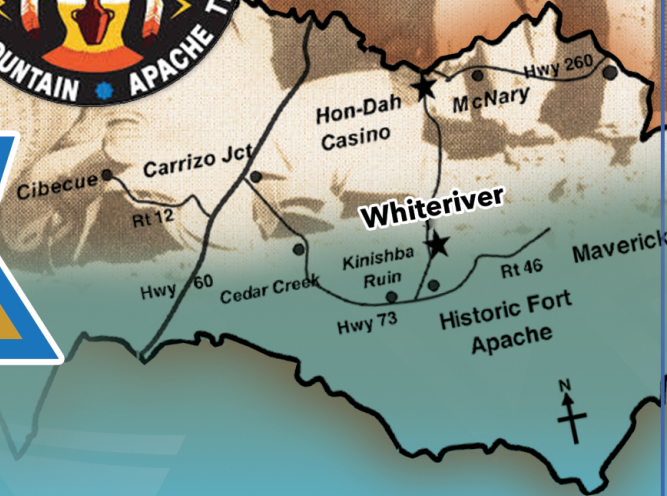 OUNTAIN APACHE T
Hwy 260
McNary
Hon-Dah
Casino
Carrizo Jct
Cibecue
Rt 12
Whiteriver
Kinishba
Ruin
Maverick
Rt 46
Hwy 60
Cedar Creek
Historic Fort
Apache
Hwy 73
N